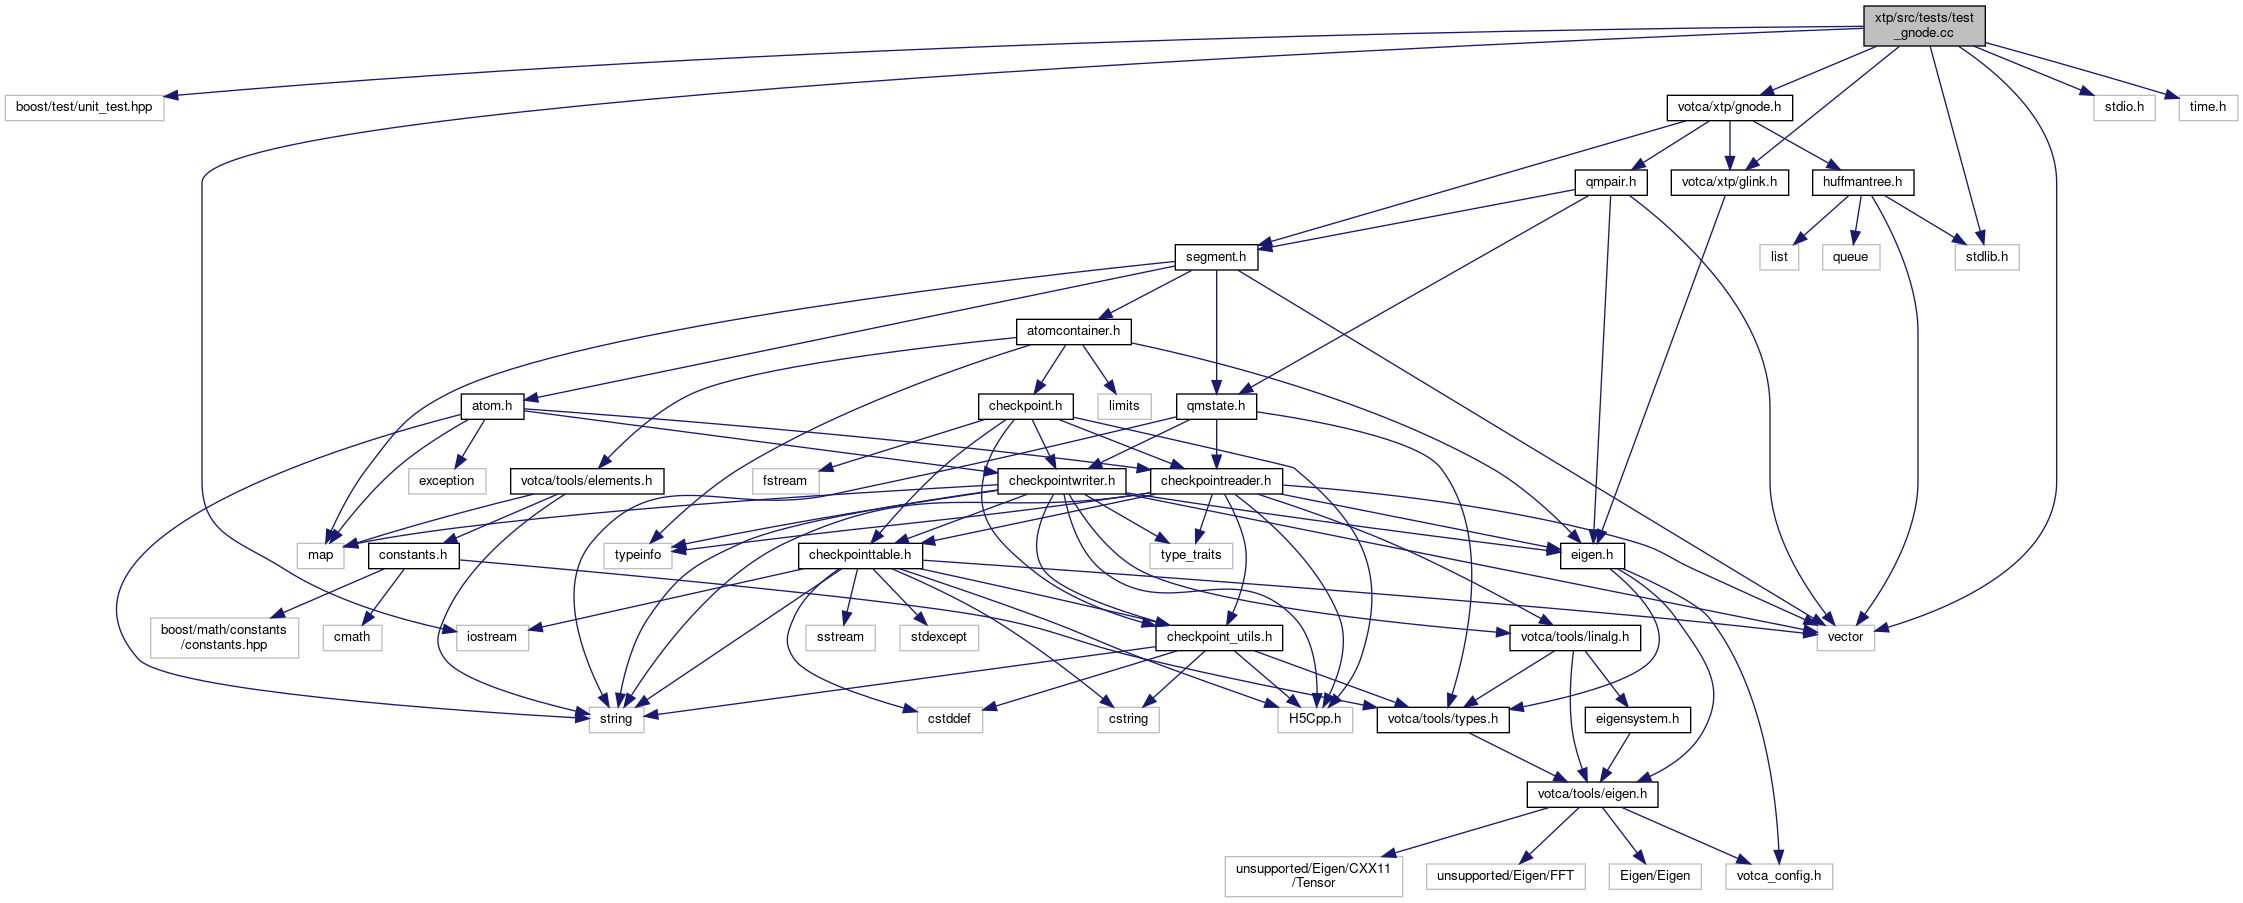 xtp/src/tests/test
_gnode.cc
boost/test/unit_test.hpp
votca/xtp/gnode.h
stdio.h
time.h
qmpair.h
votca/xtp/glink.h
huffmantree.h
segment.h
list
queue
stdlib.h
atomcontainer.h
atom.h
checkpoint.h
limits
qmstate.h
exception
votca/tools/elements.h
fstream
checkpointwriter.h
checkpointreader.h
map
constants.h
typeinfo
checkpointtable.h
type_traits
eigen.h
boost/math/constants
/constants.hpp
cmath
iostream
sstream
stdexcept
checkpoint_utils.h
votca/tools/linalg.h
vector
string
cstddef
cstring
H5Cpp.h
votca/tools/types.h
eigensystem.h
votca/tools/eigen.h
unsupported/Eigen/CXX11
/Tensor
unsupported/Eigen/FFT
Eigen/Eigen
votca_config.h